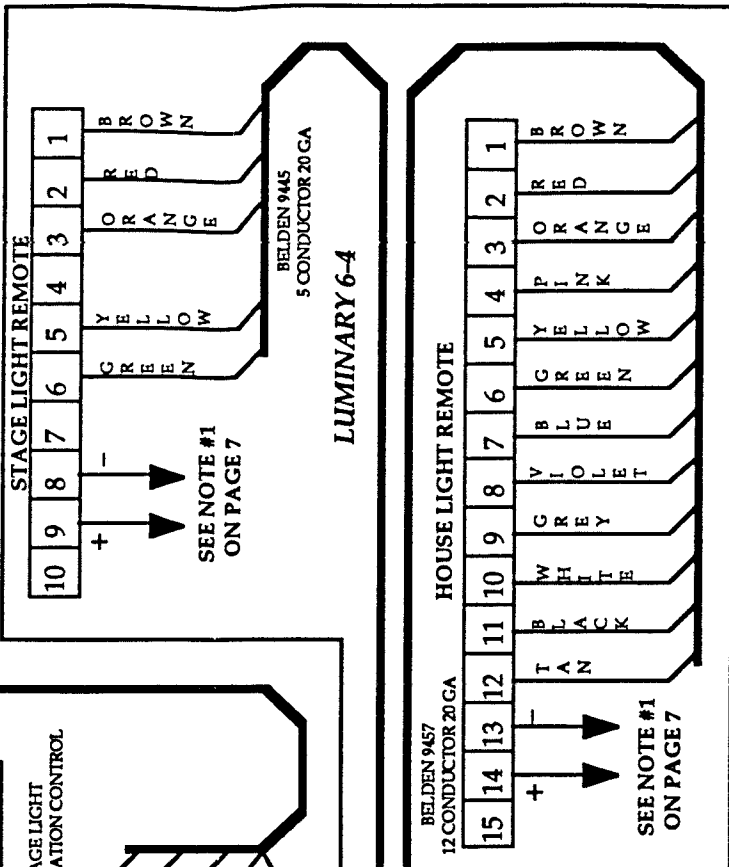 STAGE LIGHT REMOTE
1 BROWN
2 RED
3 ORANGE
4
5 YELLOW
6 GREEN
7
8 -
9 +
10
SEE NOTE #1
ON PAGE 7
BELDEN 9445
5 CONDUCTOR 20 GA
LUMINARY 6-4
HOUSE LIGHT REMOTE
1 BROWN
2 RED
3 ORANGE
4 PINK
5 YELLOW
6 GREEN
7 BLUE
8 VIOLET
9 GREY
10 WHITE
11 BLACK
12 TAN
13 -
14 +
15
BELDEN 9457
12 CONDUCTOR 20 GA
SEE NOTE #1
ON PAGE 7
AGE LIGHT
ATION CONTROL